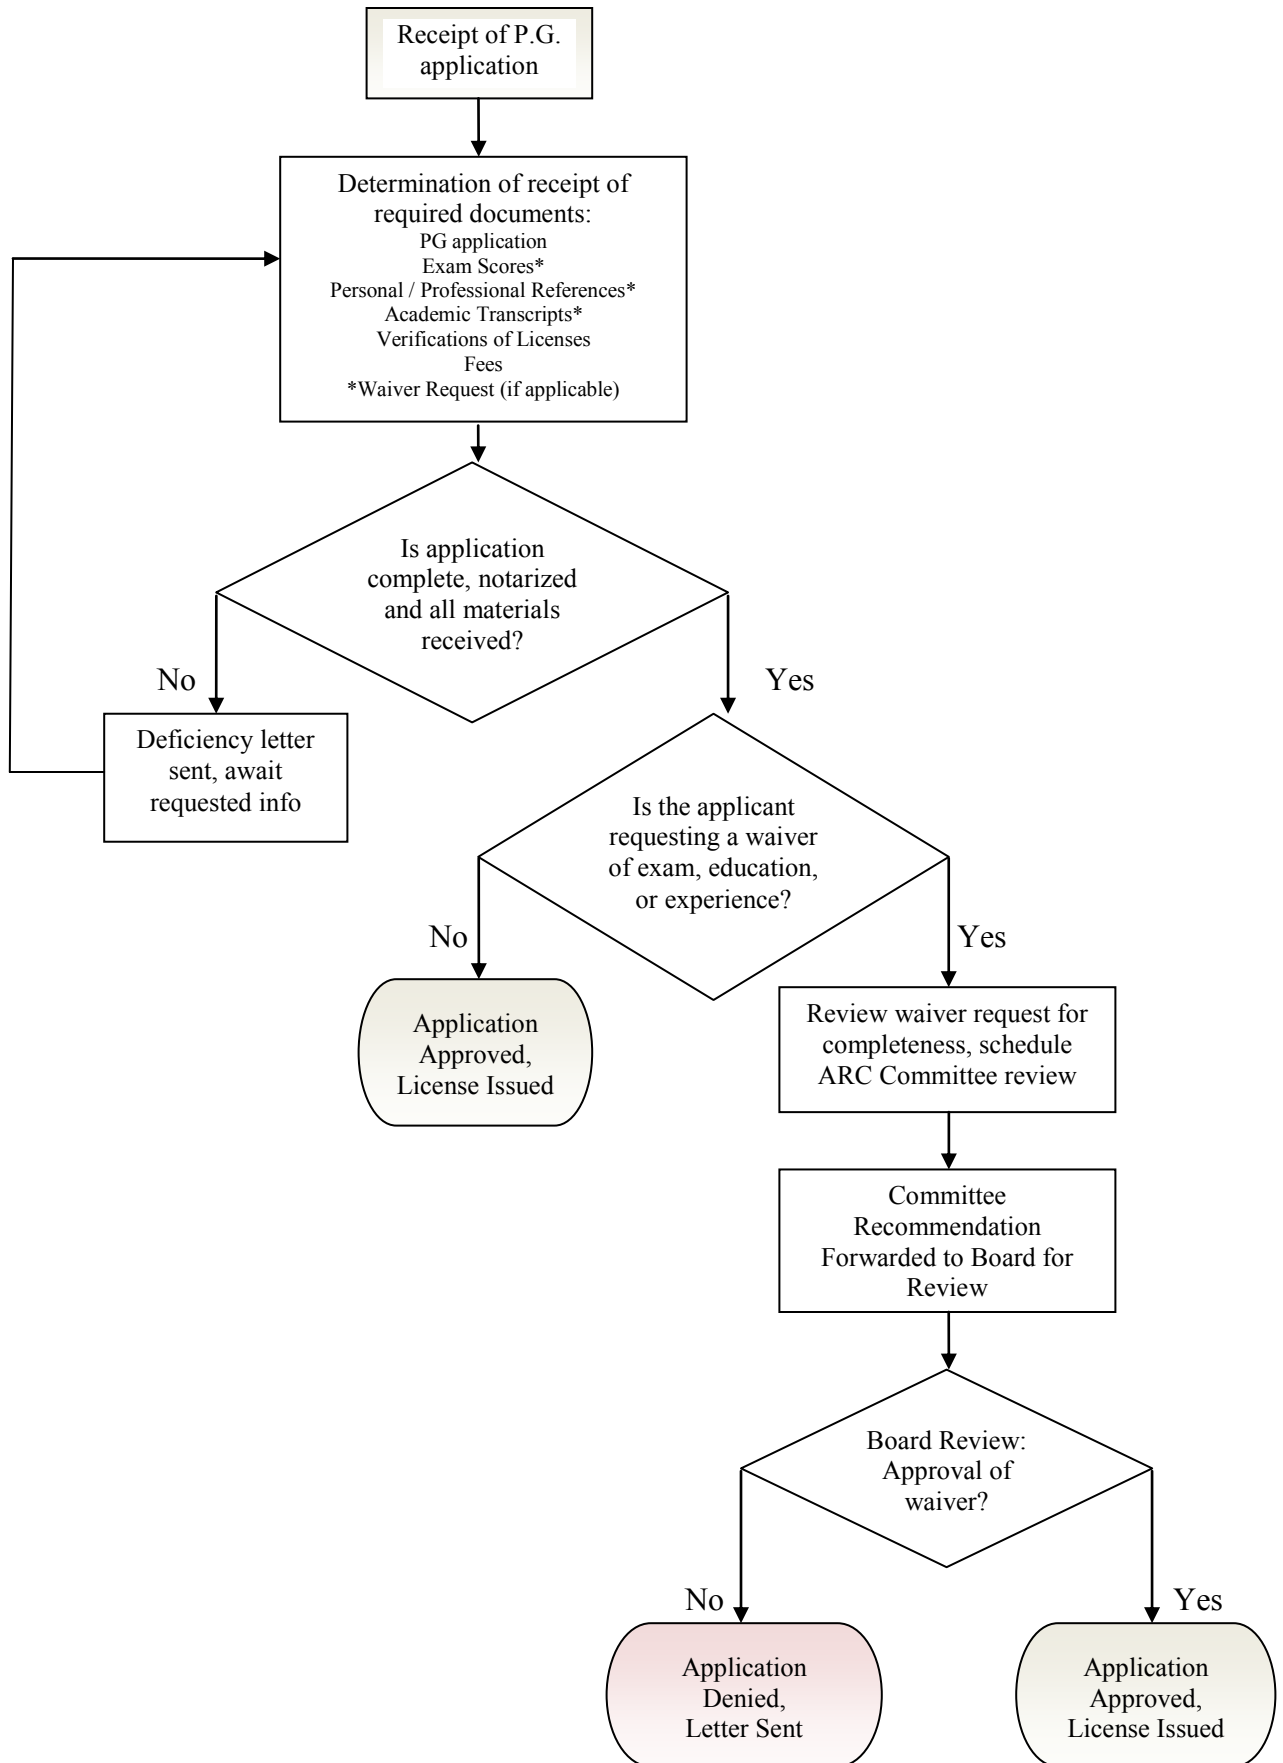 Receipt of P.G.
application
Determination of receipt of
required documents:
PG application
Exam Scores*
Personal / Professional References*
Academic Transcripts*
Verifications of Licenses
Fees
*Waiver Request (if applicable)
Is application
complete, notarized
and all materials
received?
No
Yes
Deficiency letter
sent, await
requested info
Is the applicant
requesting a waiver
of exam, education,
or experience?
No
Yes
Application
Approved,
License Issued
Review waiver request for
completeness, schedule
ARC Committee review
Committee
Recommendation
Forwarded to Board for
Review
Board Review:
Approval of
waiver?
No
Yes
Application
Denied,
Letter Sent
Application
Approved,
License Issued